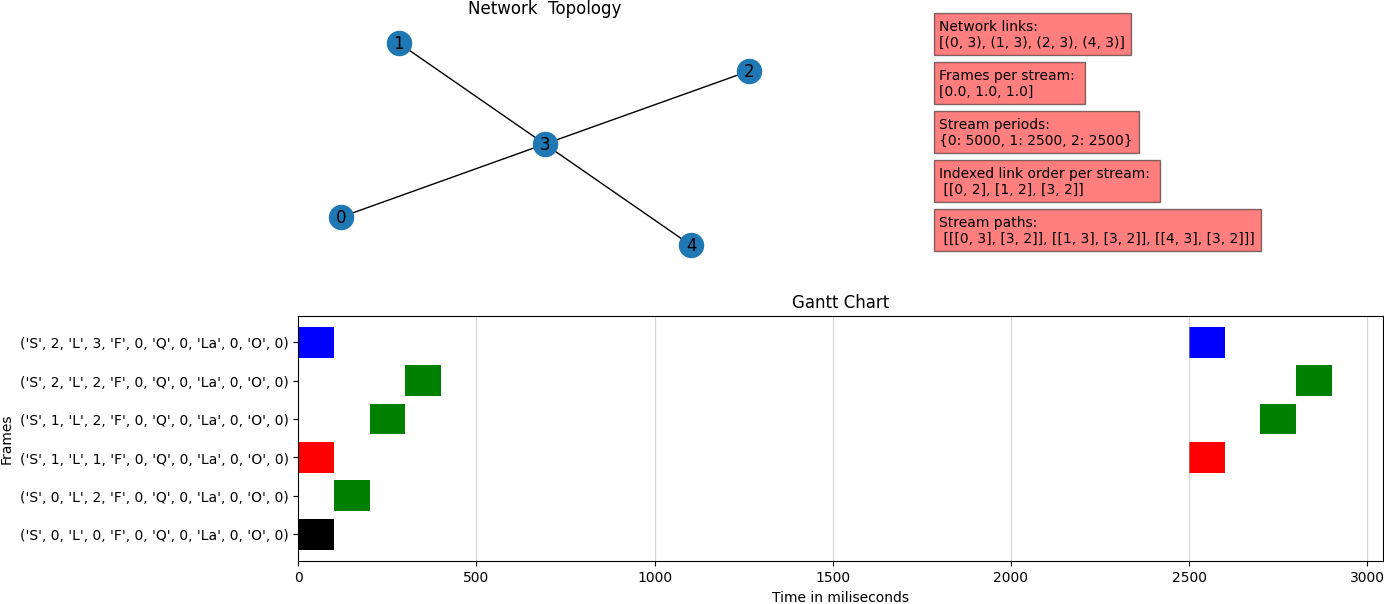 Network  Topology
1
2
3
0
4
Network links:
[(0, 3), (1, 3), (2, 3), (4, 3)]
Frames per stream:
[0.0, 1.0, 1.0]
Stream periods:
{0: 5000, 1: 2500, 2: 2500}
Indexed link order per stream:
[[0, 2], [1, 2], [3, 2]]
Stream paths:
[[[0, 3], [3, 2]], [[1, 3], [3, 2]], [[4, 3], [3, 2]]]
Gantt Chart
Frames
('S', 2, 'L', 3, 'F', 0, 'Q', 0, 'La', 0, 'O', 0)
('S', 2, 'L', 2, 'F', 0, 'Q', 0, 'La', 0, 'O', 0)
('S', 1, 'L', 2, 'F', 0, 'Q', 0, 'La', 0, 'O', 0)
('S', 1, 'L', 1, 'F', 0, 'Q', 0, 'La', 0, 'O', 0)
('S', 0, 'L', 2, 'F', 0, 'Q', 0, 'La', 0, 'O', 0)
('S', 0, 'L', 0, 'F', 0, 'Q', 0, 'La', 0, 'O', 0)
0 500 1000 1500 2000 2500 3000
Time in miliseconds